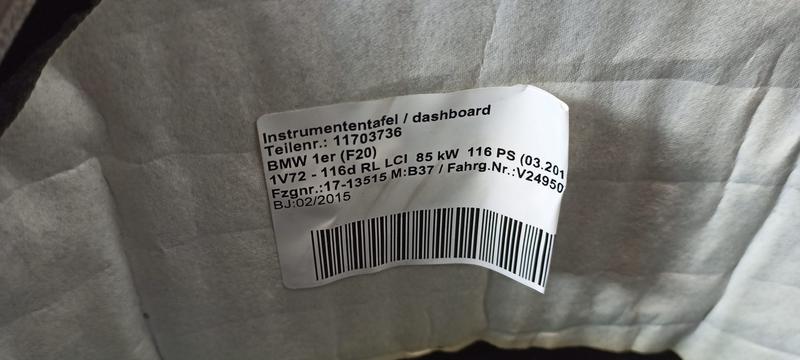 Instrumententafel / dashboard
Teilenr.: 11703736
BMW 1er (F20)
1V72 - 116d RL LCI 85 kW 116 PS (03.201
Fzgnr.:17-13515 M:B37 / Fahrg.Nr.:V24950
BJ:02/2015